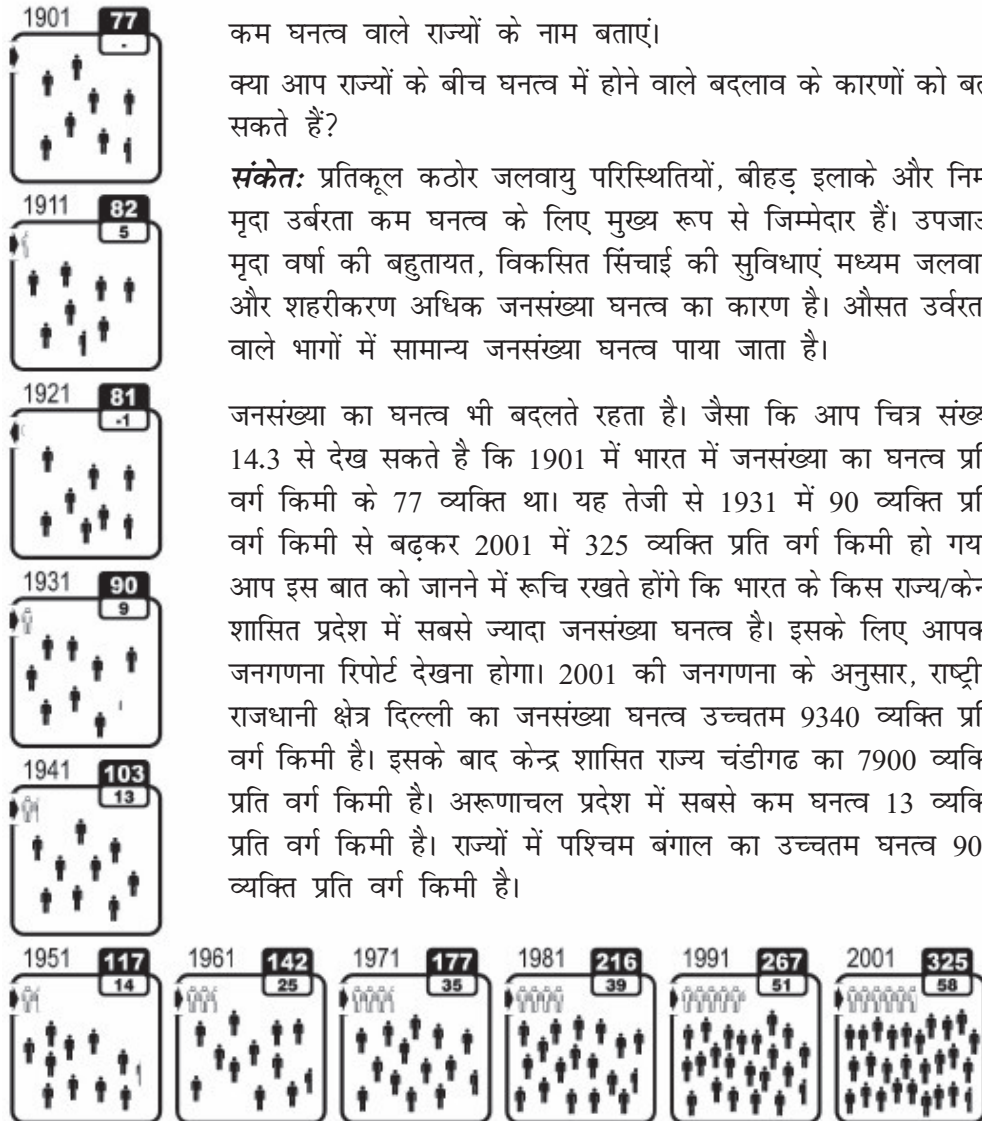 1901 77
-
कम घनत्व वाले राज्यों के नाम बताएं।
क्या आप राज्यों के बीच घनत्व में होने वाले बदलाव के कारणों को बत
सकते हैं?
संकेतः प्रतिकूल कठोर जलवायु परिस्थितियों, बीहड़ इलाके और निम
मृदा उर्बरता कम घनत्व के लिए मुख्य रूप से जिम्मेदार हैं। उपजाउ
मृदा वर्षा की बहुतायत, विकसित सिंचाई की सुविधाएं मध्यम जलवा
और शहरीकरण अधिक जनसंख्या घनत्व का कारण है। औसत उर्वरत
वाले भागों में सामान्य जनसंख्या घनत्व पाया जाता है।
1911 82
5
1921 81
-1
जनसंख्या का घनत्व भी बदलते रहता है। जैसा कि आप चित्र संख्य
14.3 से देख सकते है कि 1901 में भारत में जनसंख्या का घनत्व प्रति
वर्ग किमी के 77 व्यक्ति था। यह तेजी से 1931 में 90 व्यक्ति प्रति
वर्ग किमी से बढ़कर 2001 में 325 व्यक्ति प्रति वर्ग किमी हो गय
आप इस बात को जानने में रूचि रखते होंगे कि भारत के किस राज्य/केन्
शासित प्रदेश में सबसे ज्यादा जनसंख्या घनत्व है। इसके लिए आपक
जनगणना रिपोर्ट देखना होगा। 2001 की जनगणना के अनुसार, राष्ट्री
राजधानी क्षेत्र दिल्ली का जनसंख्या घनत्व उच्चतम 9340 व्यक्ति प्रति
वर्ग किमी है। इसके बाद केन्द्र शासित राज्य चंडीगढ का 7900 व्यक्ति
प्रति वर्ग किमी है। अरूणाचल प्रदेश में सबसे कम घनत्व 13 व्यक्ति
प्रति वर्ग किमी है। राज्यों में पश्चिम बंगाल का उच्चतम घनत्व 90
व्यक्ति प्रति वर्ग किमी है।
1931 90
9
1941 103
13
1951 117 1961 142 1971 177 1981 216 1991 267 2001 325
14 25 35 39 51 58